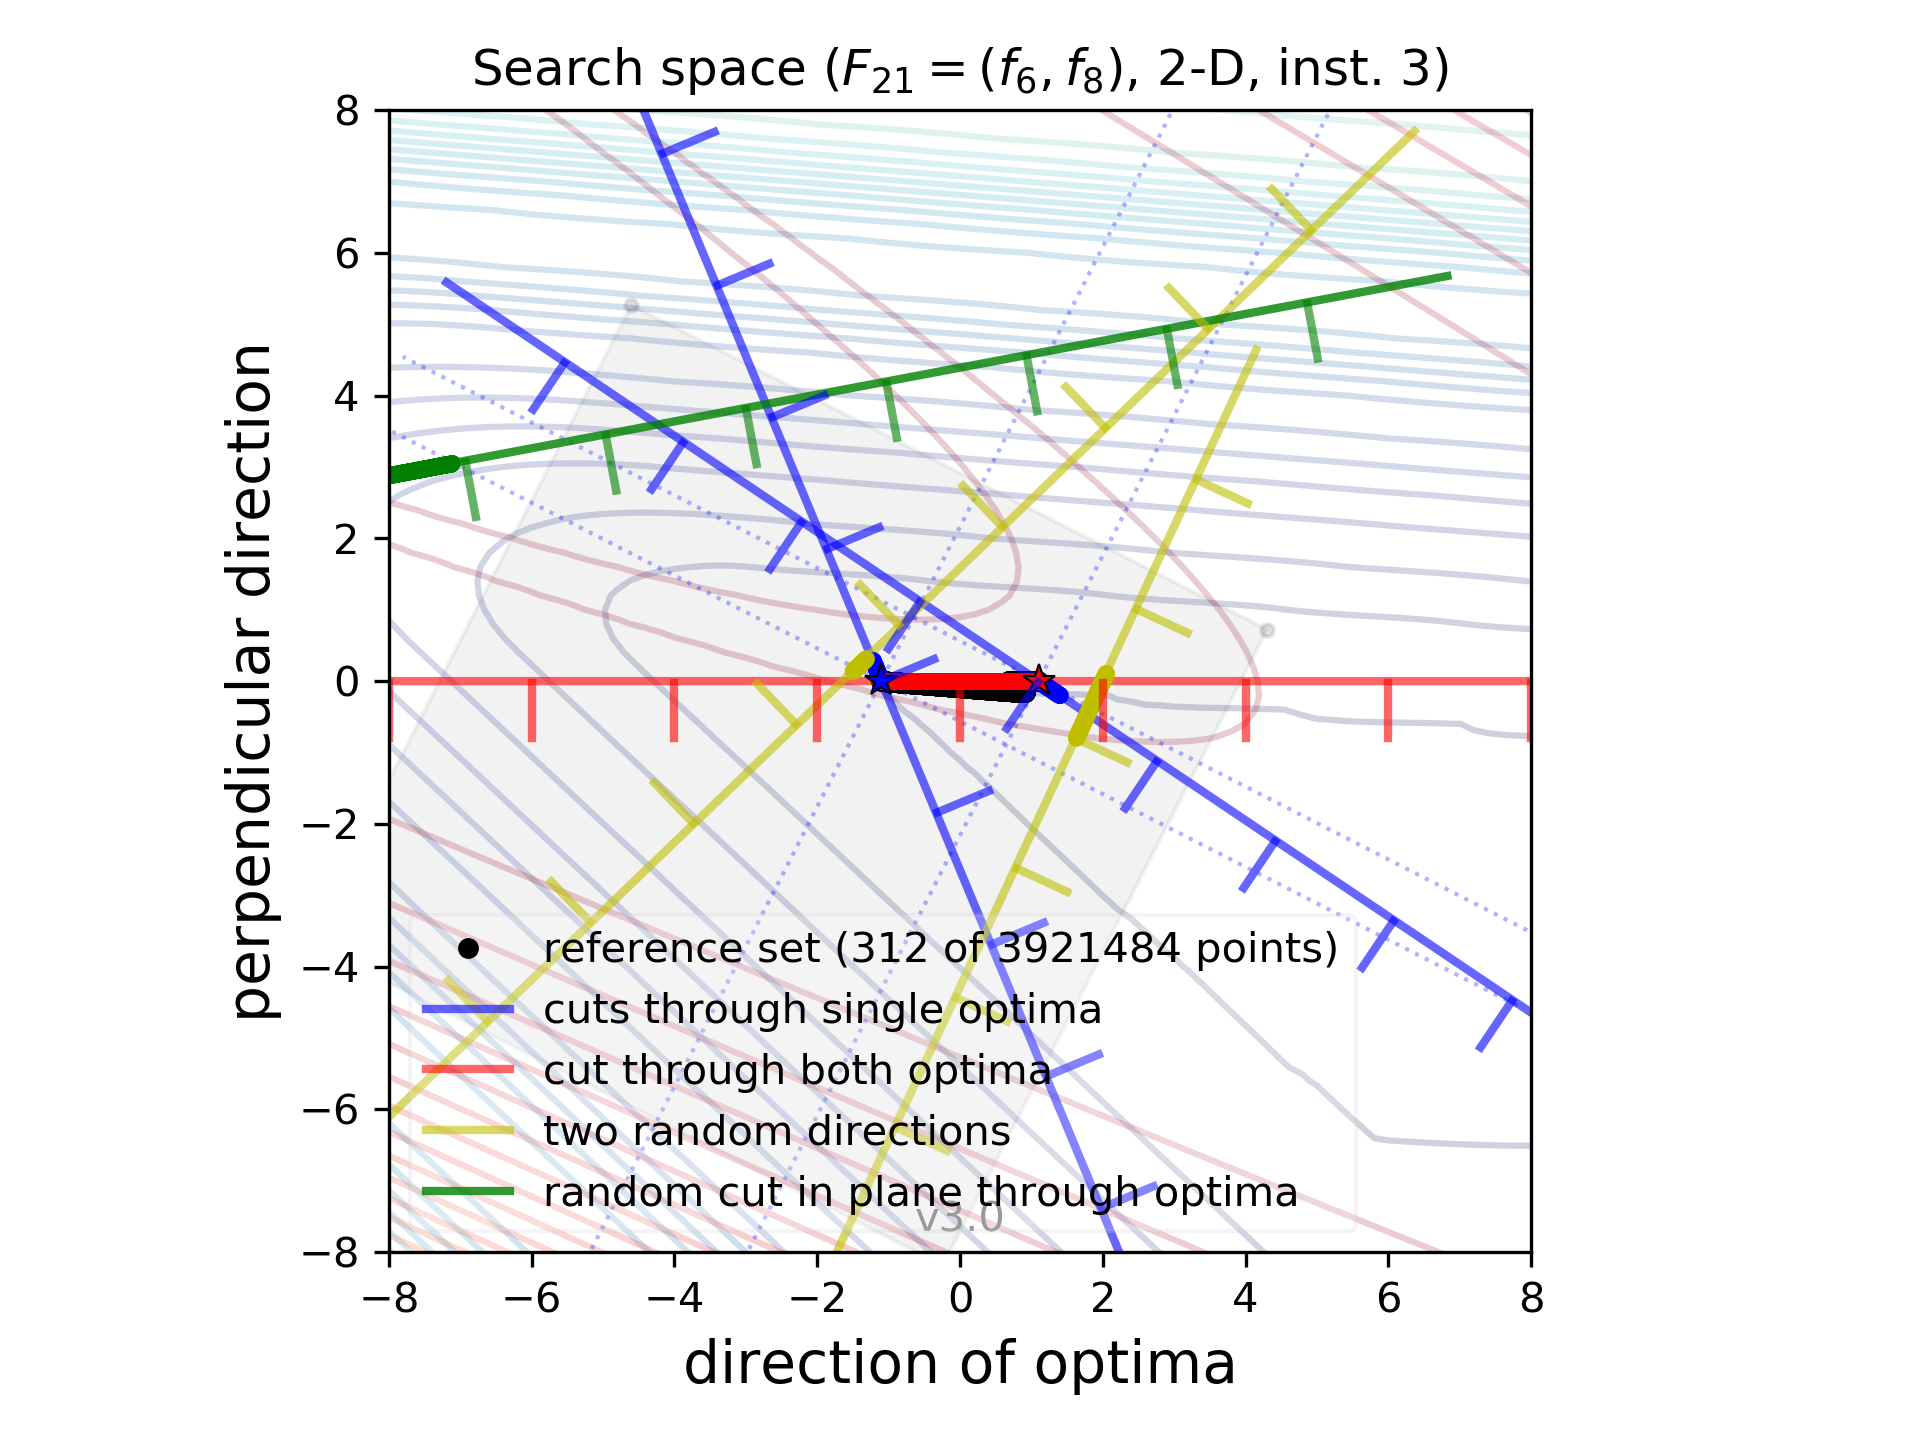 Search space (F21 = (f6, f8), 2-D, inst. 3)
8
6
4
2
0
−2
−4
−6
−8
perpendicular direction
reference set (312 of 3921484 points)
cuts through single optima
cut through both optima
two random directions
random cut in plane through optima
v3.0
−8 −6 −4 −2 0 2 4 6 8
direction of optima